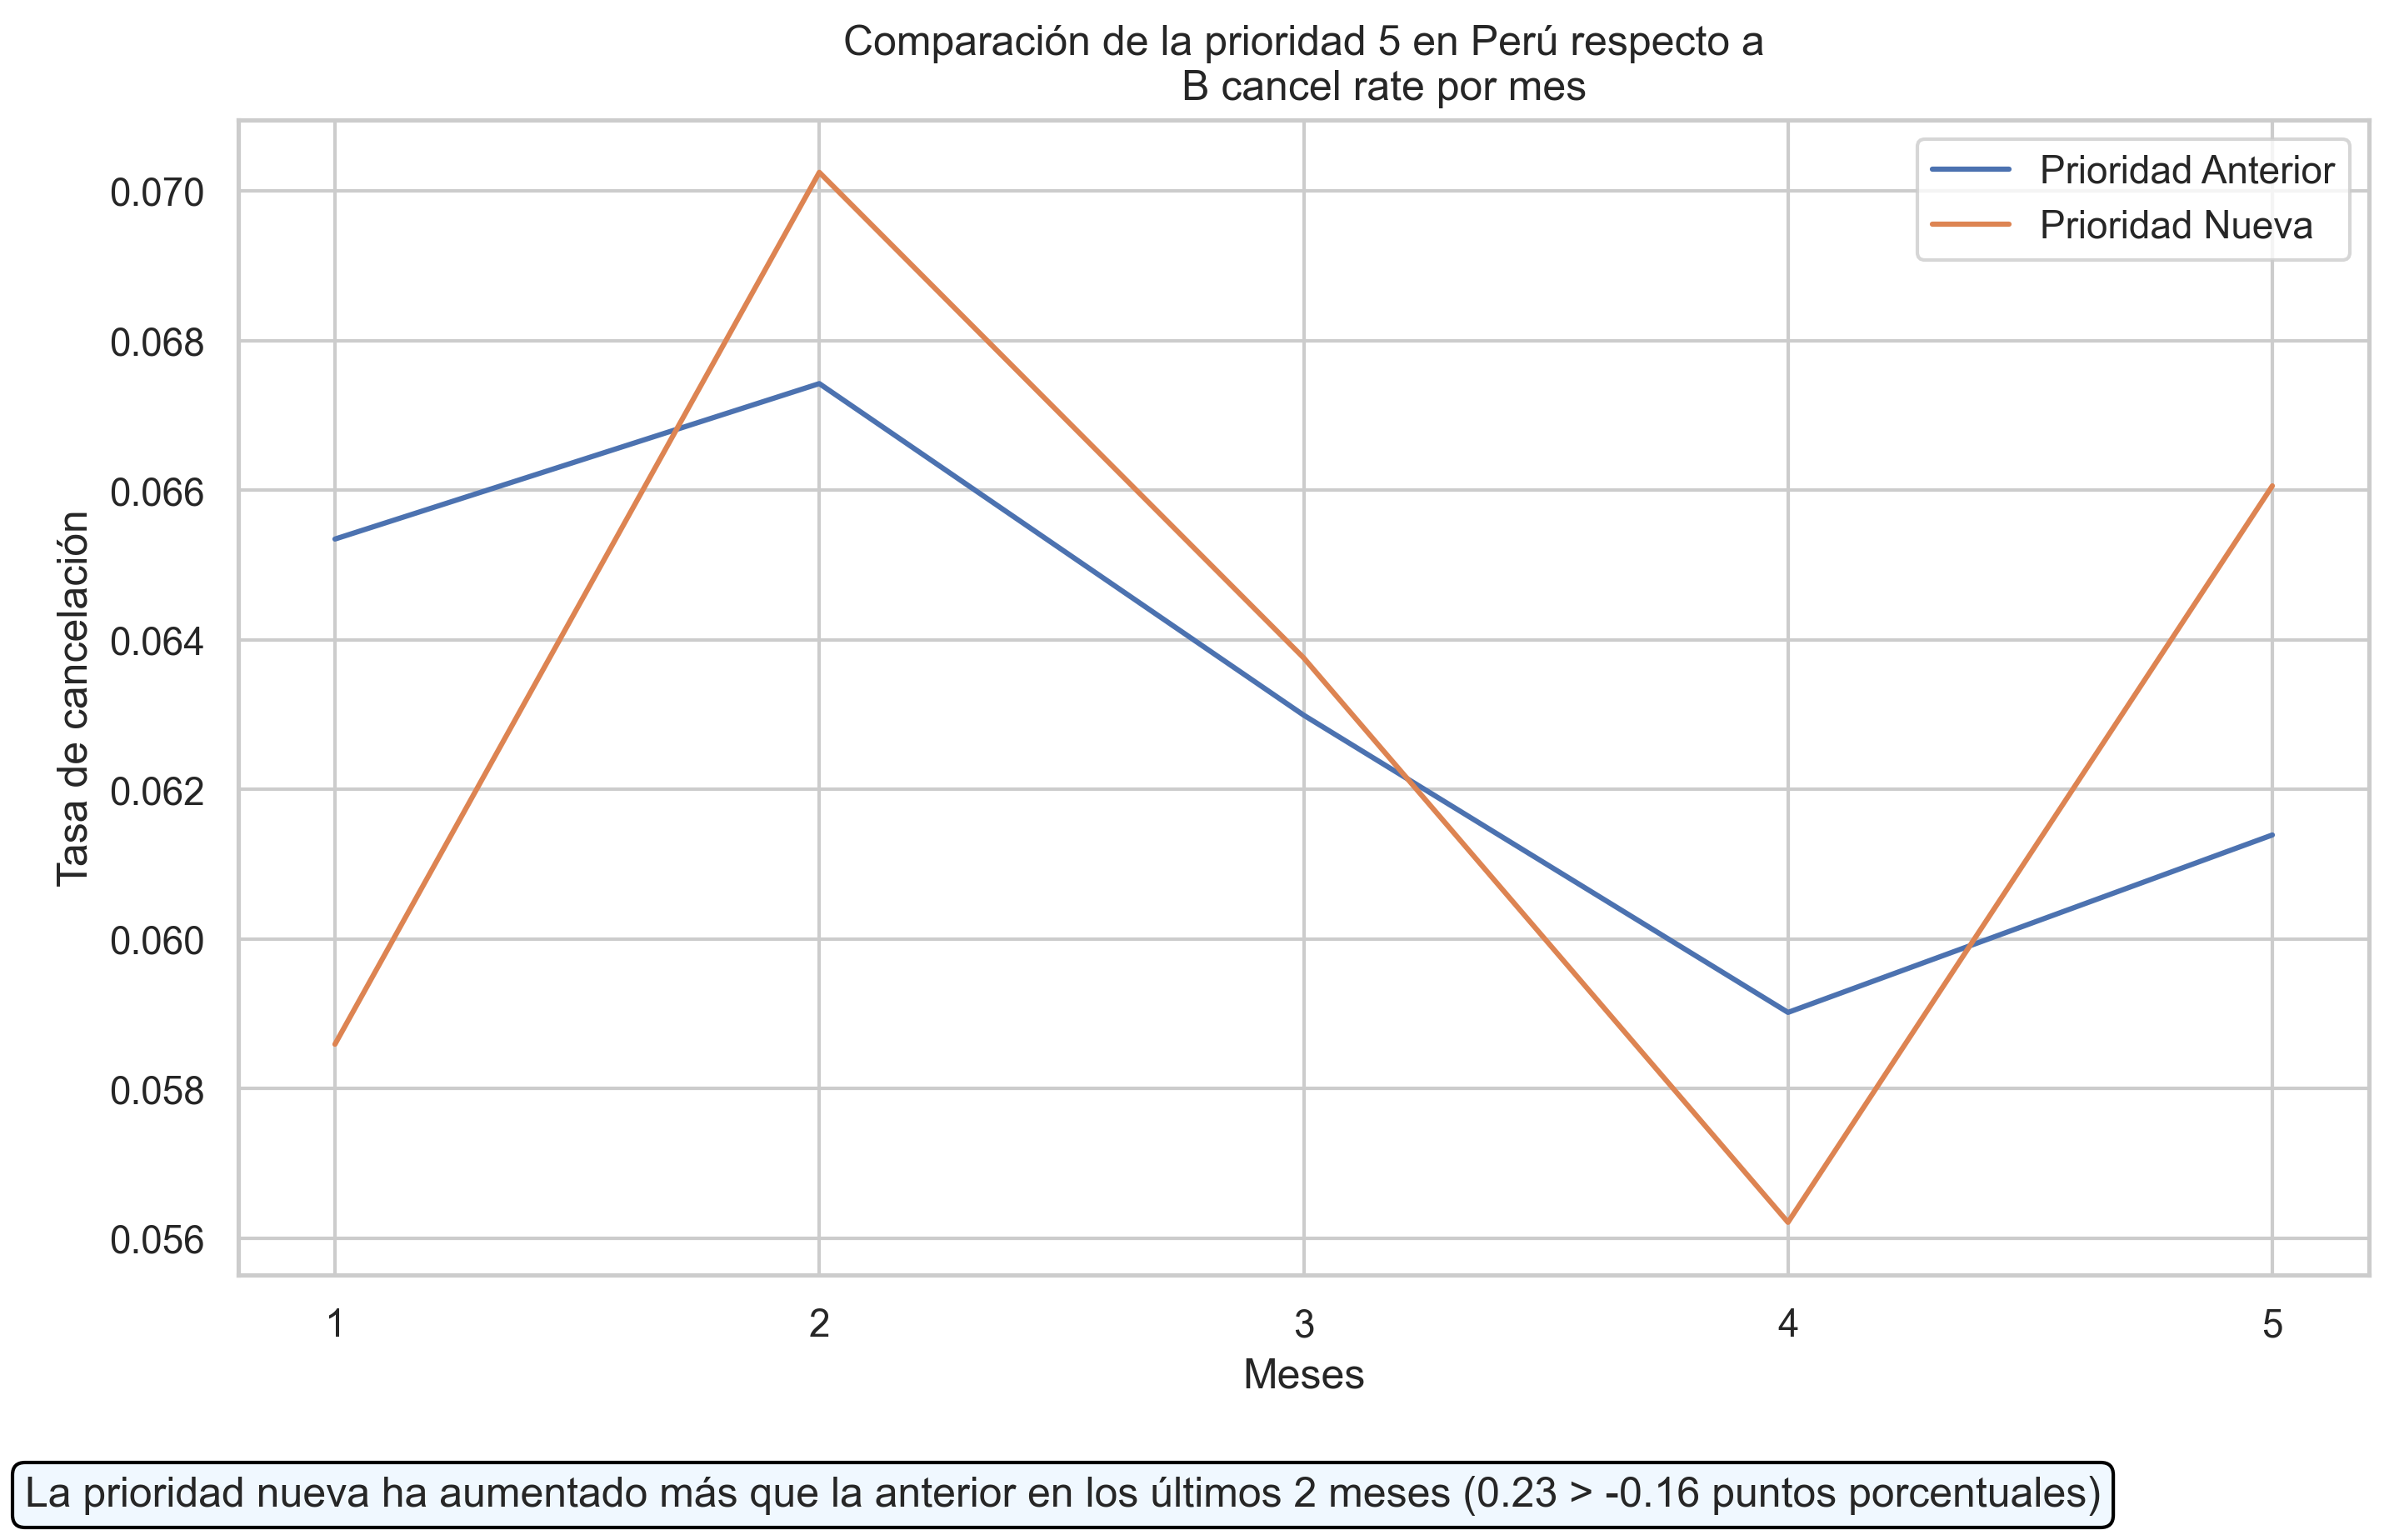 Comparación de la prioridad 5 en Perú respecto a
B cancel rate por mes
Prioridad Anterior
Prioridad Nueva
Tasa de cancelación
0.070
0.068
0.066
0.064
0.062
0.060
0.058
0.056
1 2 3 4 5
Meses
La prioridad nueva ha aumentado más que la anterior en los últimos 2 meses (0.23 > -0.16 puntos porcentuales)